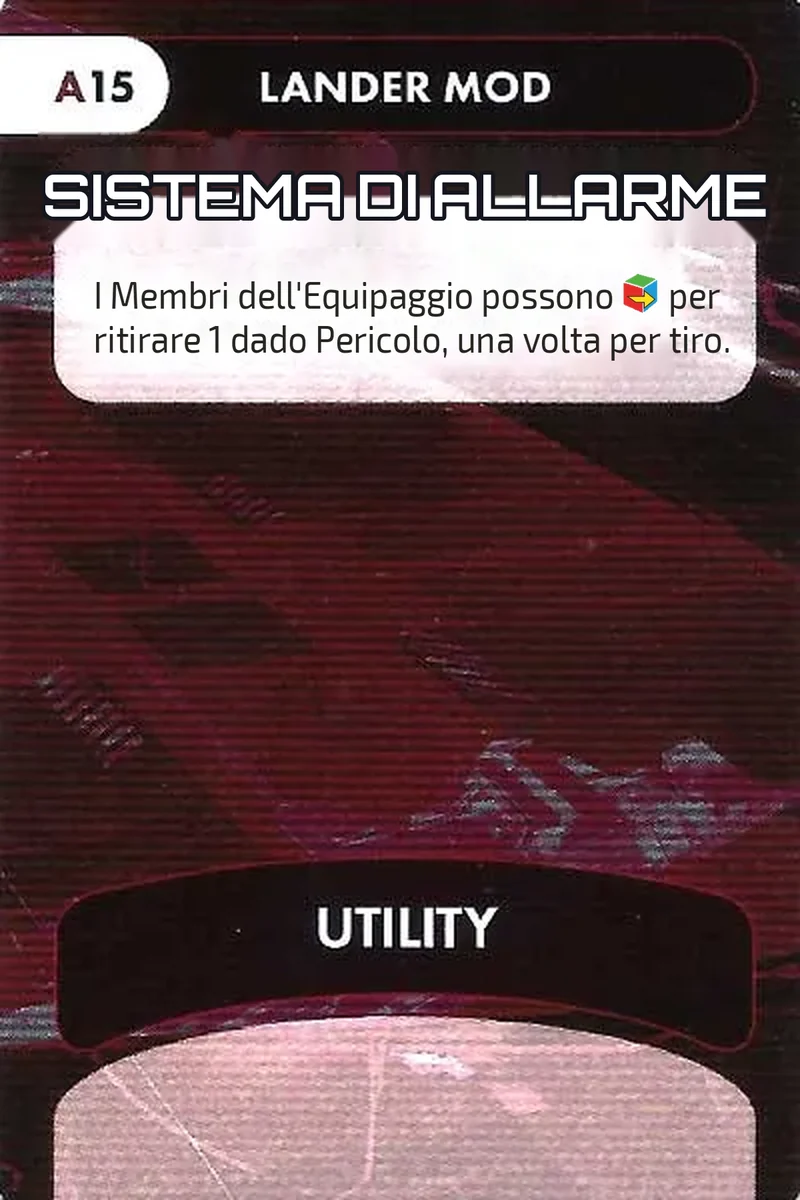 A15
LANDER MOD
SISTEMA DI ALLARME
I Membri dell'Equipaggio possono per
ritirare 1 dado Pericolo, una volta per tiro.
UTILITY